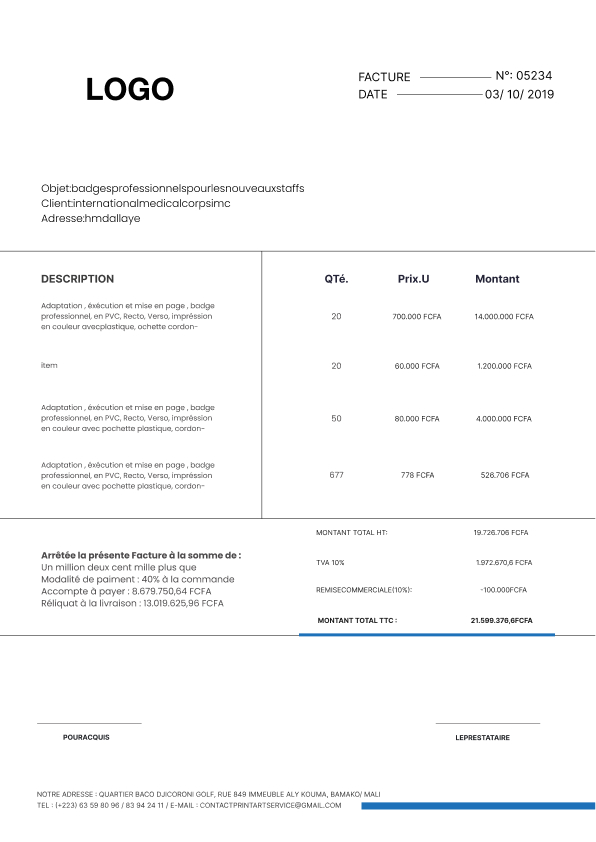 LOGO
FACTURE N°: 05234
DATE 03/ 10/ 2019
Objet:badgesprofessionnelspourlesnouveauxstaffs
Client:internationalmedicalcorpsimc
Adresse:hmdallaye
DESCRIPTION QTé. Prix.U Montant
Adaptation , éxécution et mise en page , badge
professionnel, en PVC, Recto, Verso, impréssion
en couleur avecplastique, ochette cordon-
20 700.000 FCFA 14.000.000 FCFA
item 20 60.000 FCFA 1.200.000 FCFA
Adaptation , éxécution et mise en page , badge
professionnel, en PVC, Recto, Verso, impréssion
en couleur avec pochette plastique, cordon-
50 80.000 FCFA 4.000.000 FCFA
Adaptation , éxécution et mise en page , badge
professionnel, en PVC, Recto, Verso, impréssion
en couleur avec pochette plastique, cordon-
677 778 FCFA 526.706 FCFA
MONTANT TOTAL HT: 19.726.706 FCFA
TVA 10% 1.972.670,6 FCFA
REMISECOMMERCIALE(10%): -100.000FCFA
MONTANT TOTAL TTC : 21.599.376,6FCFA
Arrêtée la présente Facture à la somme de :
Un million deux cent mille plus que
Modalité de paiment : 40% à la commande
Accompte à payer : 8.679.750,64 FCFA
Réliquat à la livraison : 13.019.625,96 FCFA
POURACQUIS LEPRESTATAIRE
NOTRE ADRESSE : QUARTIER BACO DJICORONI GOLF, RUE 849 IMMEUBLE ALY KOUMA, BAMAKO/ MALI
TEL : (+223) 63 59 80 96 / 83 94 24 11 / E-MAIL : CONTACTPRINTARTSERVICE@GMAIL.COM